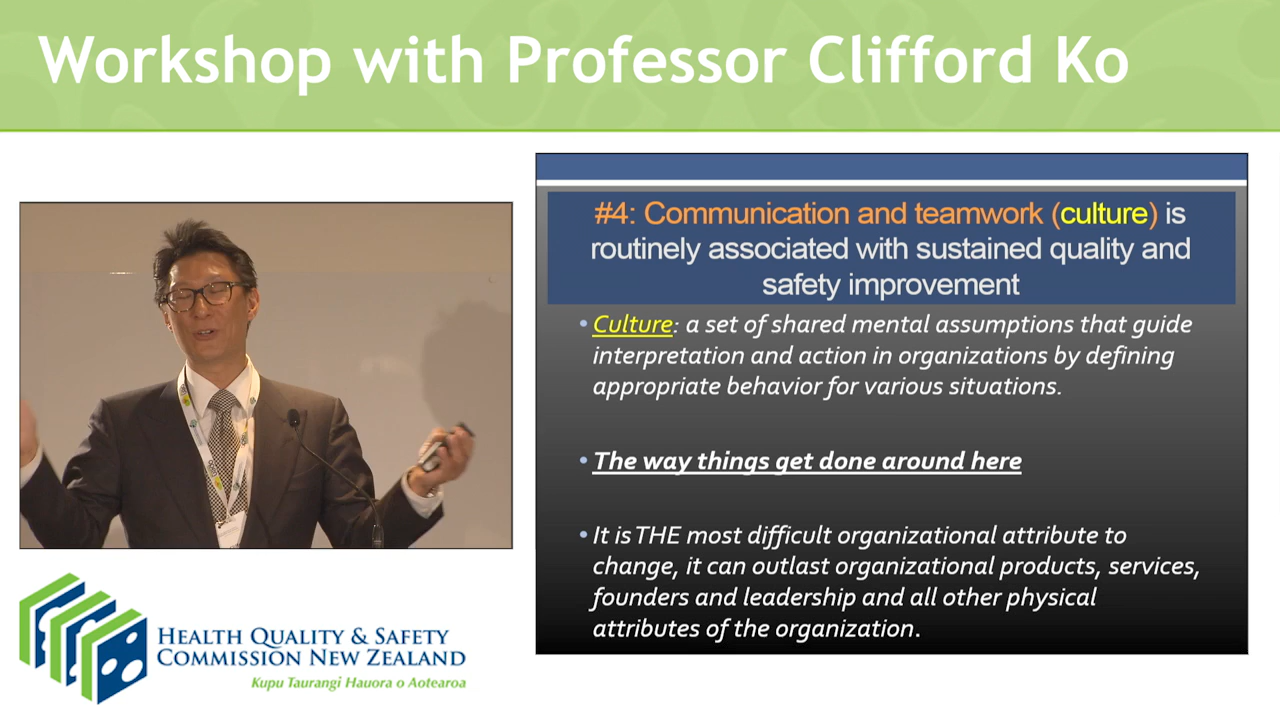 Workshop with Professor Clifford Ko
#4: Communication and teamwork (culture) is
routinely associated with sustained quality and
safety improvement
• Culture: a set of shared mental assumptions that guide
interpretation and action in organizations by defining
appropriate behavior for various situations.
• The way things get done around here
• It is THE most difficult organizational attribute to
change, it can outlast organizational products, services,
founders and leadership and all other physical
attributes of the organization.
HEALTH QUALITY & SAFETY
COMMISSION NEW ZEALAND
Kupu Taurangi Hauora o Aotearoa